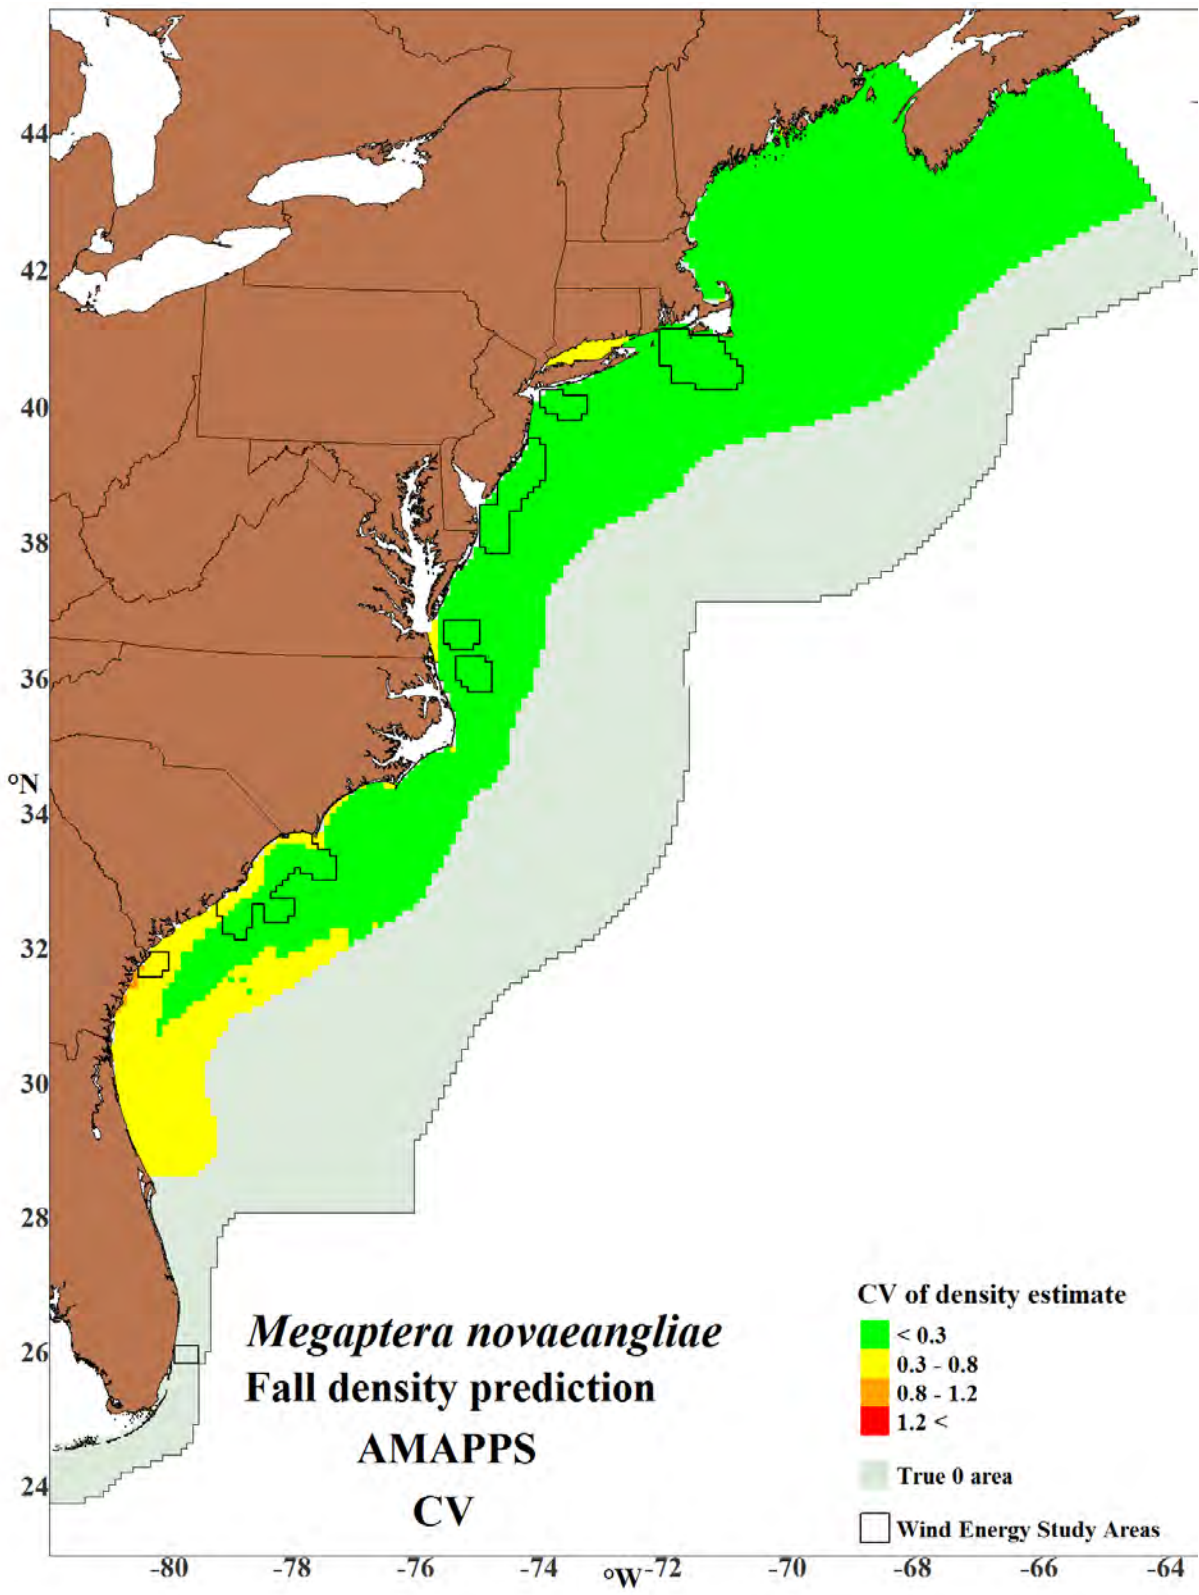 44
42
40
38
36
°N
34
32
30
28
26
24
Megaptera novaeangliae
Fall density prediction
AMAPPS
CV
CV of density estimate
< 0.3
0.3 - 0.8
0.8 - 1.2
1.2 <
True 0 area
Wind Energy Study Areas
-80 -78 -76 -74 °W -72 -70 -68 -66 -64